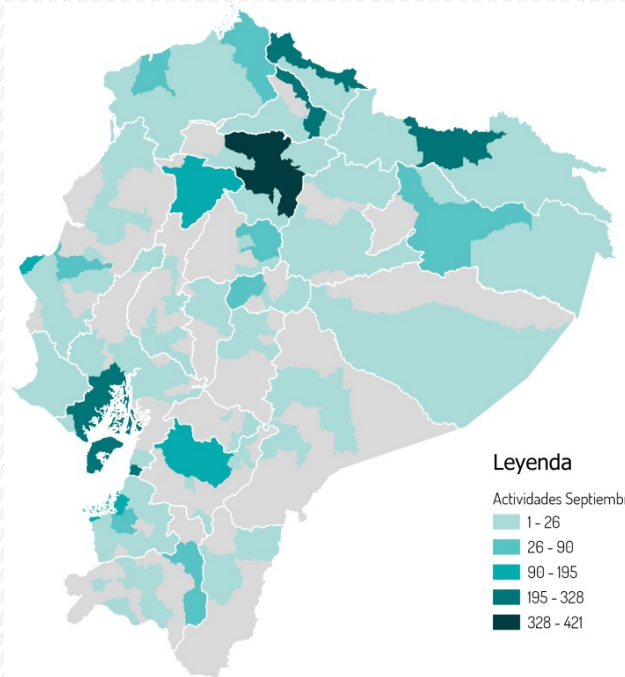 Leyenda
Actividades Septiembr
1 - 26
26 - 90
90 - 195
195 - 328
328 - 421